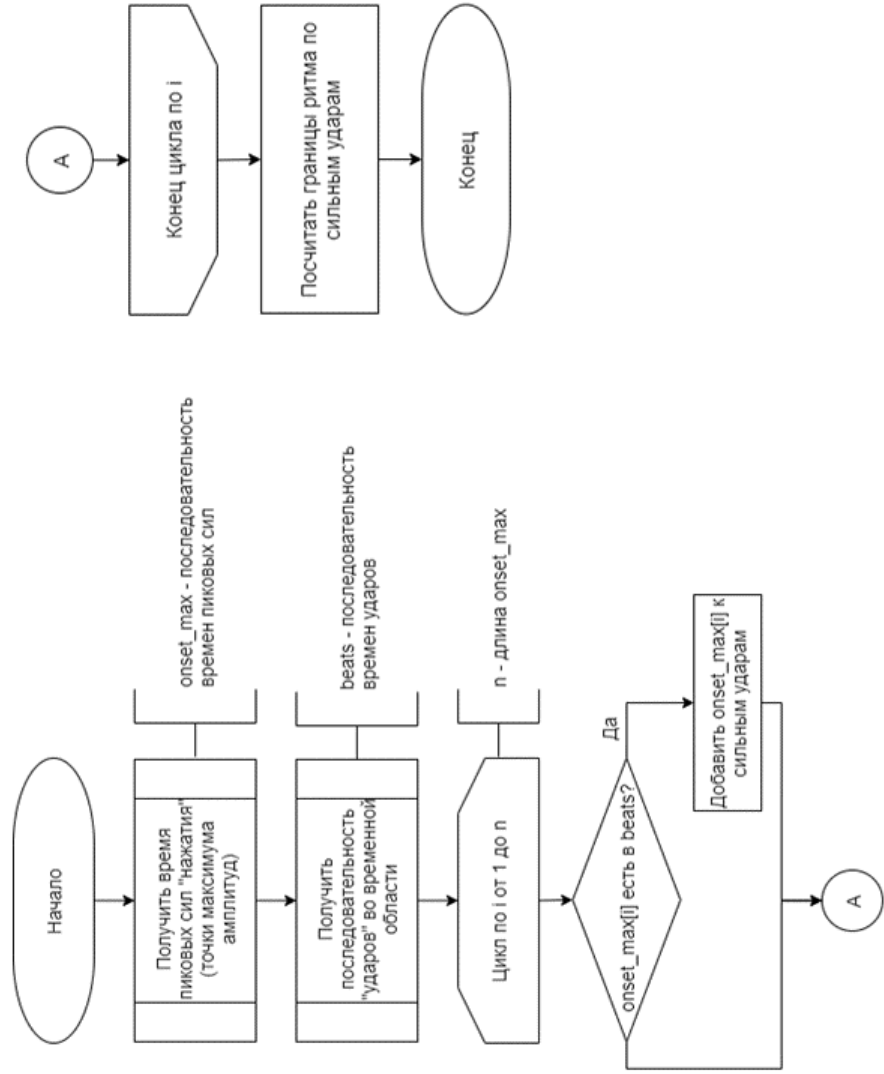 Начало
Получить время
пиковых сил "нажатия"
(точки максимума
амплитуд)
onset_max - последовательность
времен пиковых сил
Получить
последовательность
"ударов" во временной
области
beats - последовательность
времен ударов
Цикл по i от 1 до n
n - длина onset_max
onset_max[i] есть в beats?
Да
Добавить onset_max[i] к
сильным ударам
A
A
Конец цикла по i
Посчитать границы ритма по
сильным ударам
Конец